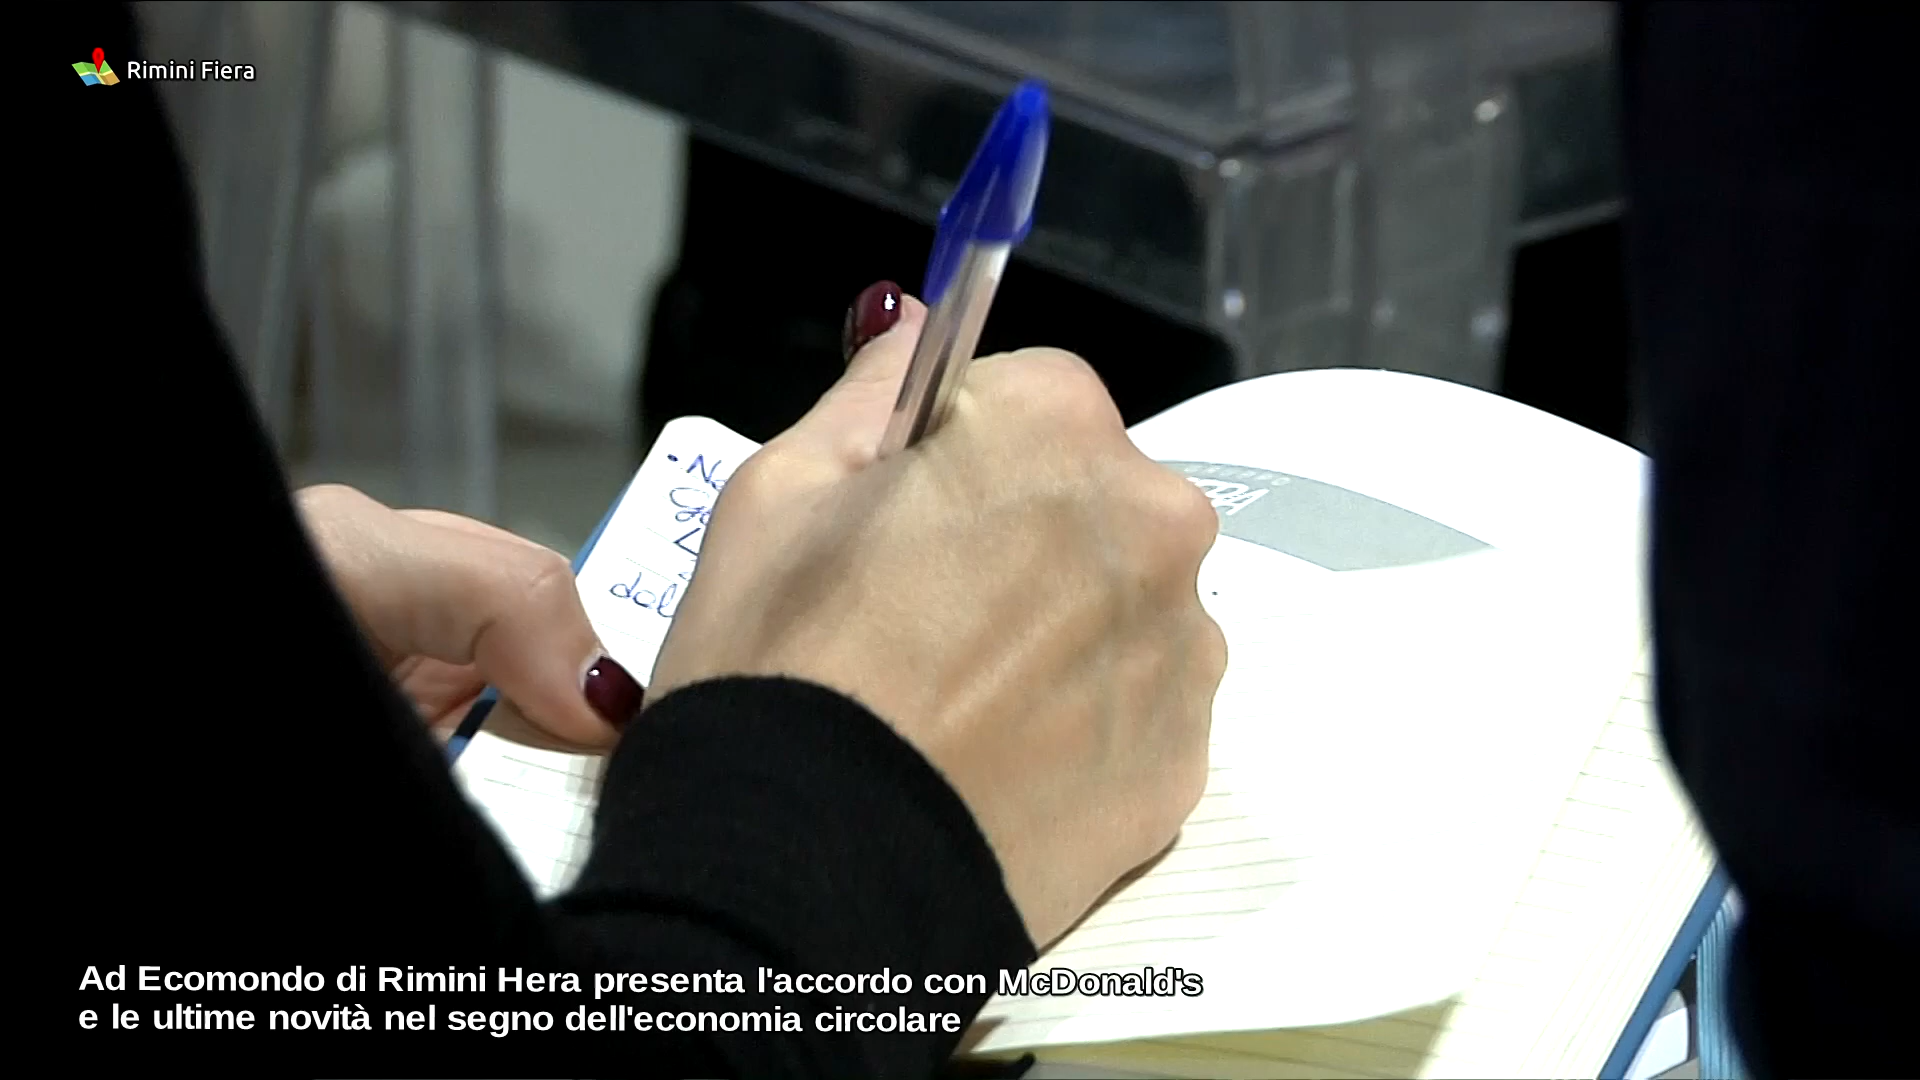 Rimini Fiera
dal
Ad Ecomondo di Rimini Hera presenta l'accordo con McDonald's
e le ultime novità nel segno dell'economia circolare